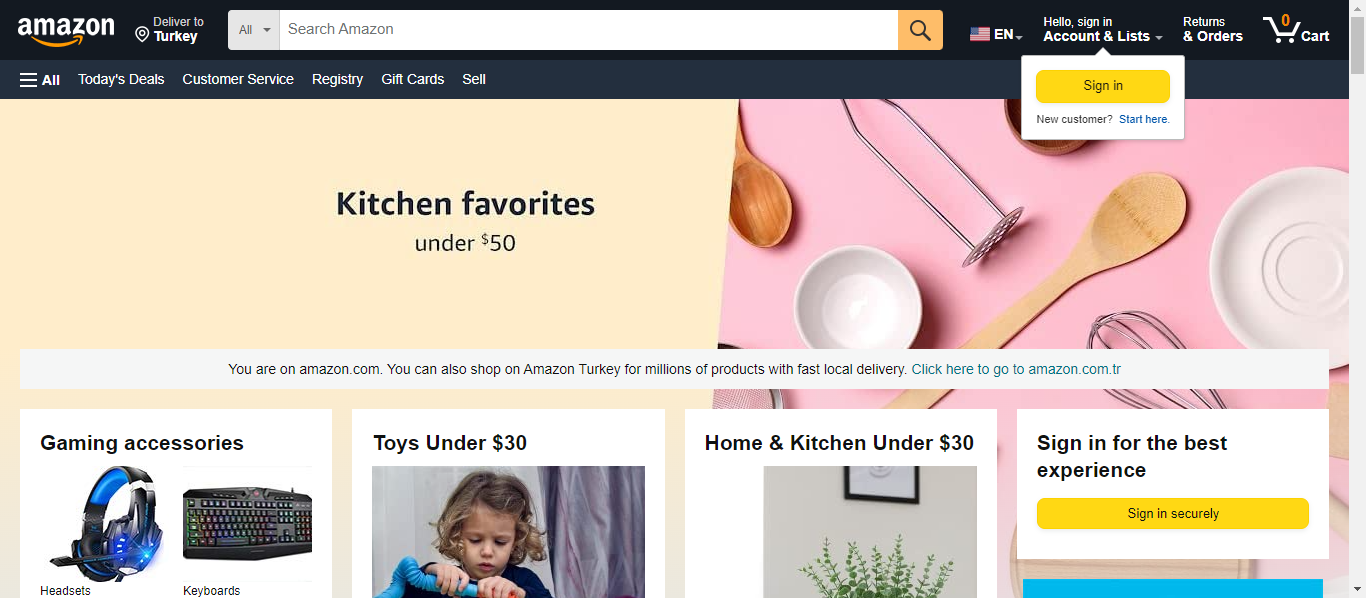 amazon
Deliver to
Turkey
All
Search Amazon
EN
Hello, sign in
Account & Lists
Returns
& Orders
0
Cart
All
Today's Deals
Customer Service
Registry
Gift Cards
Sell
Sign in
New customer? Start here.
Kitchen favorites
under $50
You are on amazon.com. You can also shop on Amazon Turkey for millions of products with fast local delivery. Click here to go to amazon.com.tr
Gaming accessories
Headsets
Keyboards
Toys Under $30
Home & Kitchen Under $30
Sign in for the best
experience
Sign in securely